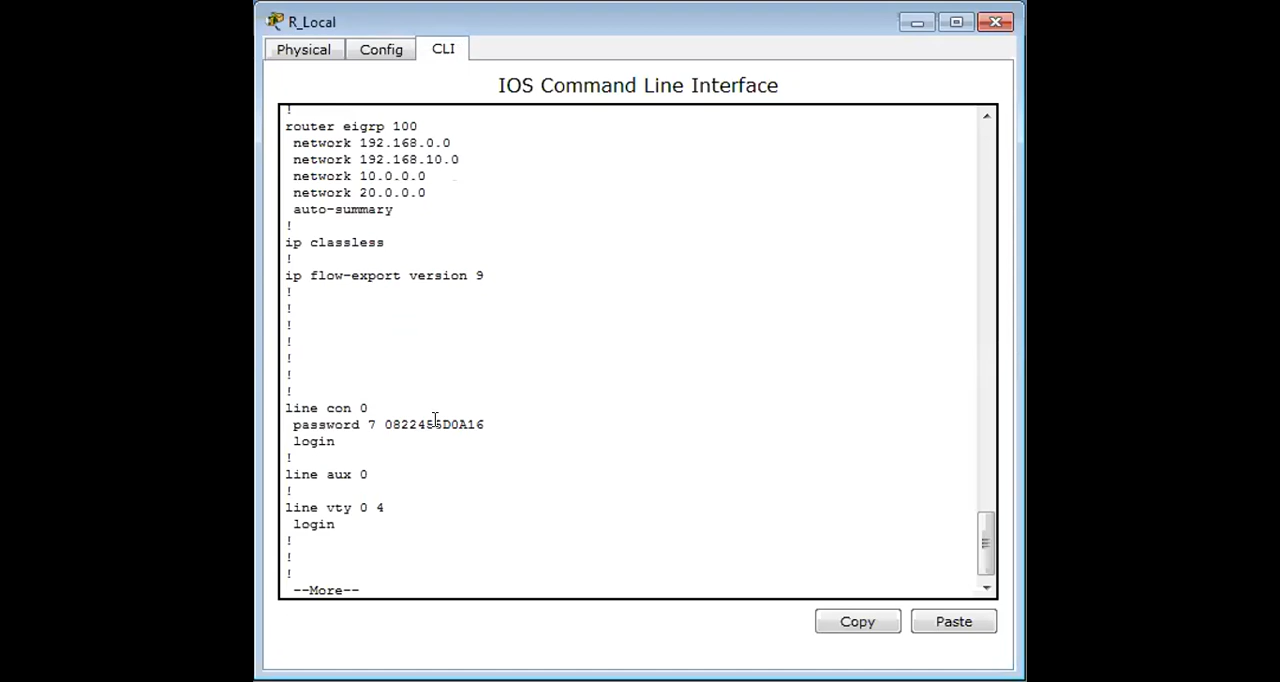 R_Local
Physical
Config
CLI
IOS Command Line Interface
!
router eigrp 100
network 192.168.0.0
network 192.168.10.0
network 10.0.0.0
network 20.0.0.0
auto-summary
!
ip classless
!
ip flow-export version 9
!
!
!
!
!
!
!
line con 0
password 7 0822455D0A16
login
!
line aux 0
!
line vty 0 4
login
!
!
!
--More--
Copy
Paste